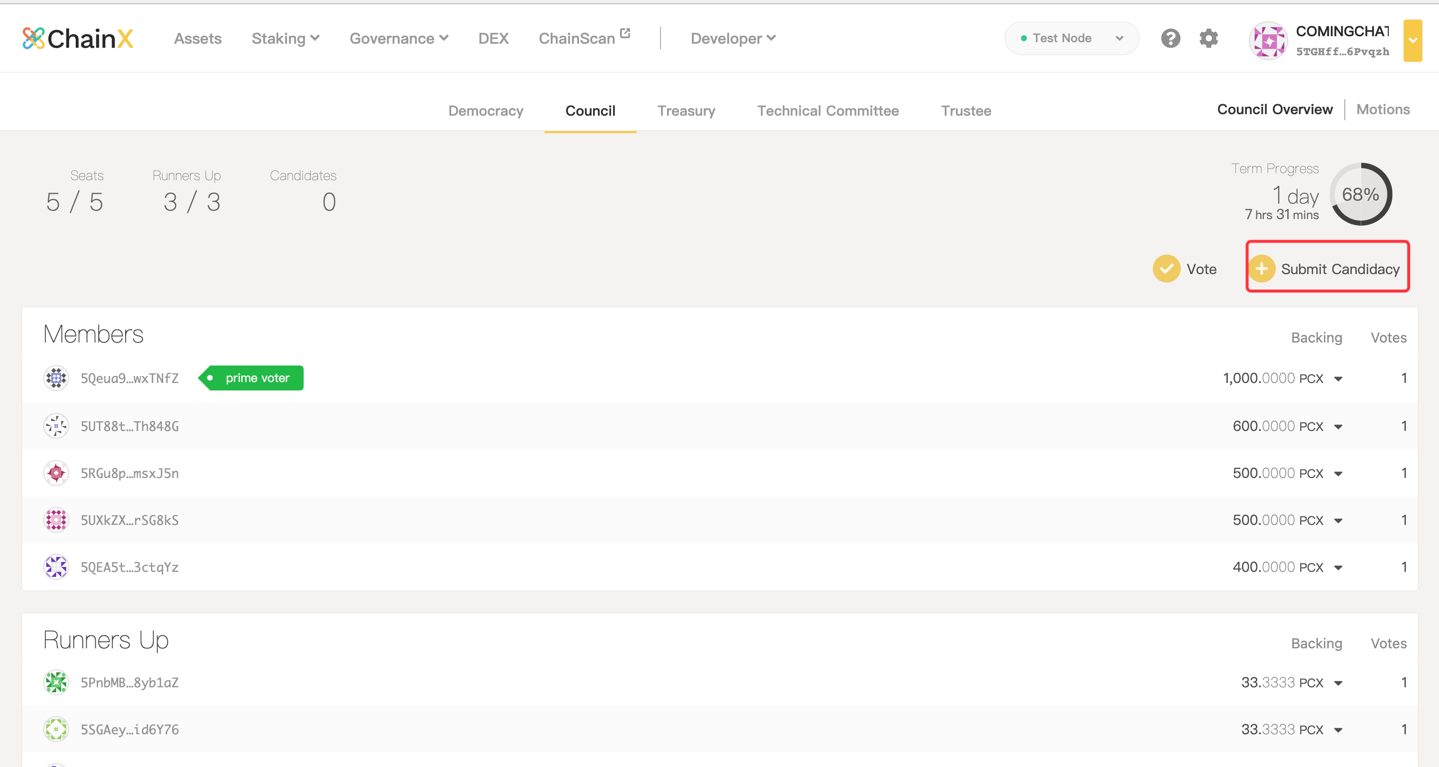 ChainX Assets Staking Governance DEX ChainScan Developer Test Node COMINGCHAT
5TGHff…6Pvqzh
Democracy Council Treasury Technical Committee Trustee Council Overview Motions
Seats Runners Up Candidates Term Progress
5 / 5 3 / 3 0 1 day 68%
7 hrs 31 mins
Vote Submit Candidacy
Members Backing Votes
5Qeua9…wxTNfZ prime voter 1,000.0000 PCX 1
5UT88t…Th848G 600.0000 PCX 1
5RGu8p…msxJ5n 500.0000 PCX 1
5UXkZX…rSG8kS 500.0000 PCX 1
5QEA5t…3ctqYz 400.0000 PCX 1
Runners Up Backing Votes
5PnbMB…8yb1aZ 33.3333 PCX 1
5SGAey…id6Y76 33.3333 PCX 1